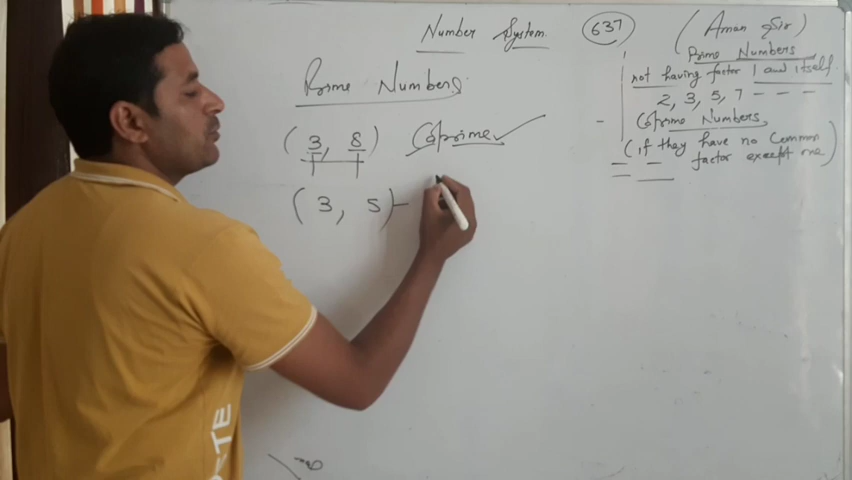 Number System
637
(Aman Sir)
Prime Numbers
(3, 8) Coprime ✓
(3, 5) -
Prime Numbers
not having factor 1 and itself.
2, 3, 5, 7 - - -
Coprime Numbers,
(if they have no common
factor except one)
TE